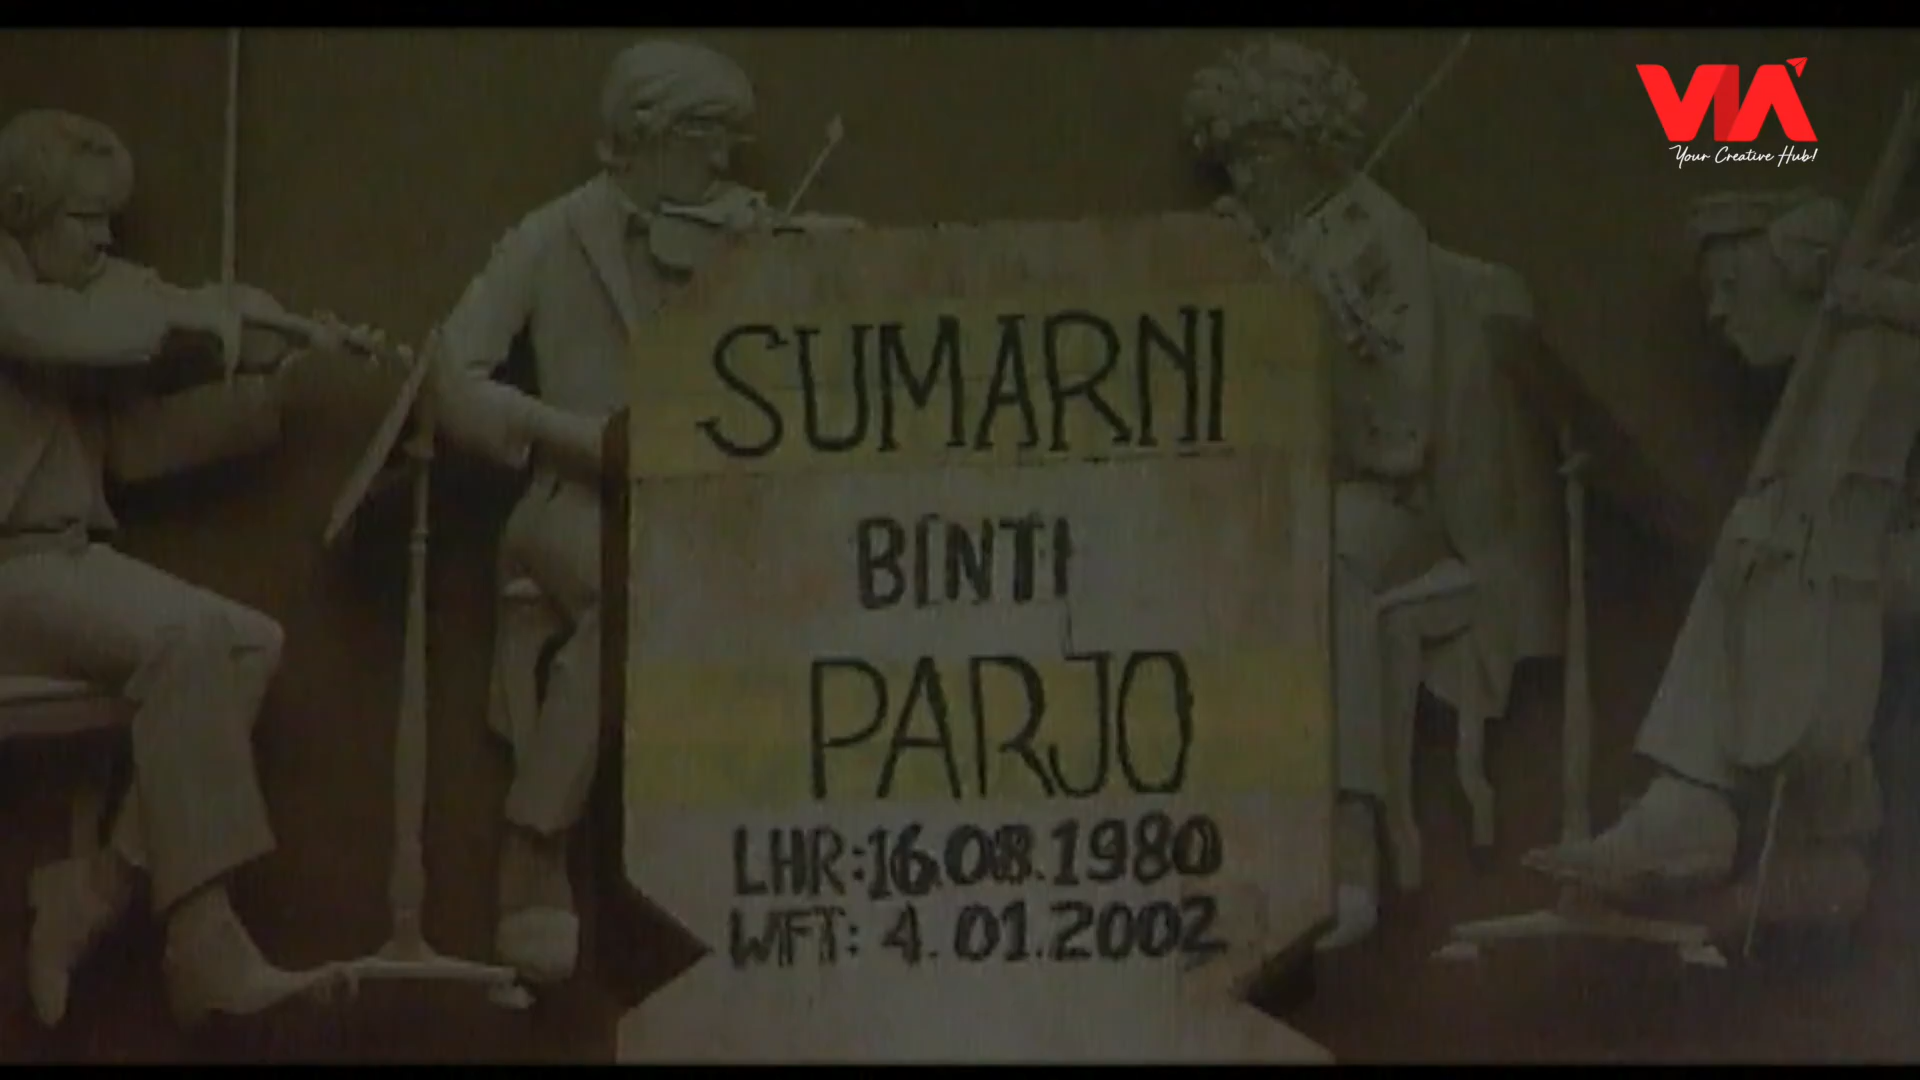 VIA
Your Creative Hub!
SUMARNI
BINTI
PARJO
LHR:16.08.1980
WFT: 4.01.2002